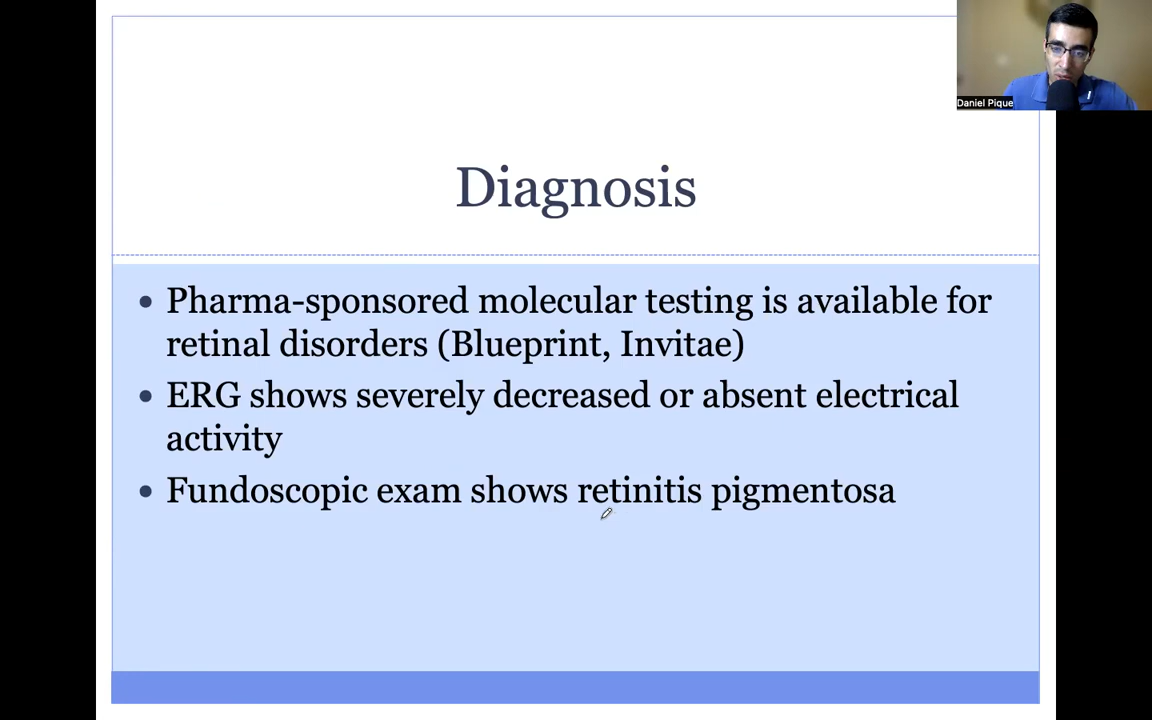 Daniel Pique
Diagnosis
• Pharma-sponsored molecular testing is available for
retinal disorders (Blueprint, Invitae)
• ERG shows severely decreased or absent electrical
activity
• Fundoscopic exam shows retinitis pigmentosa